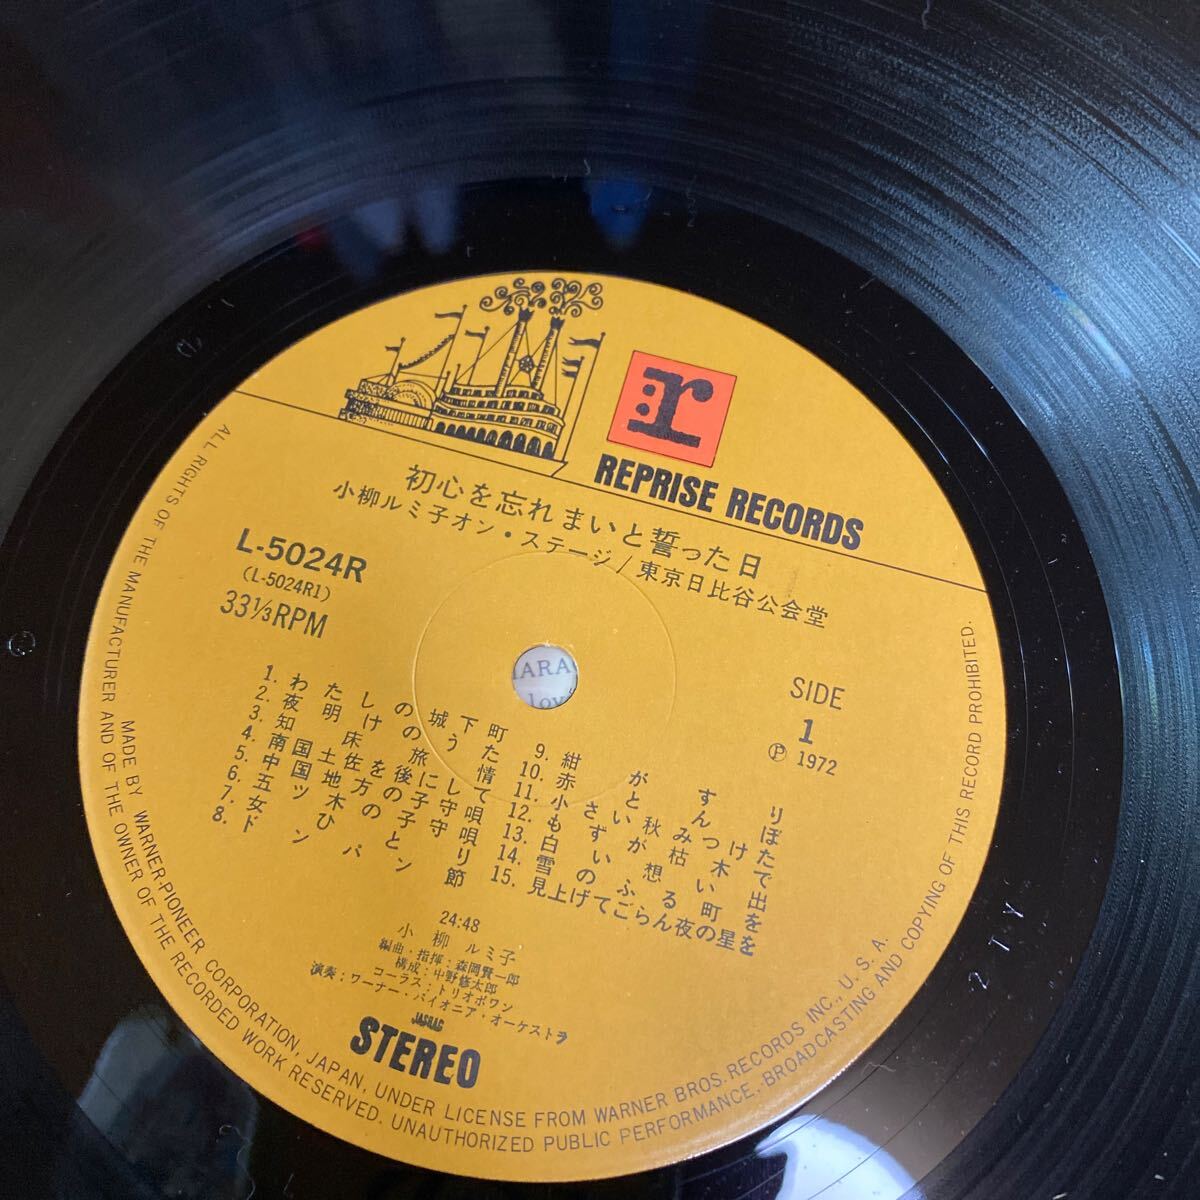 REPRISE RECORDS
初心を忘れまいと誓った日
小柳ルミ子オン・ステージ/東京日比谷公会堂
L-5024R
(L-5024R1)
33 1/3 RPM
SIDE
1
Ⓟ 1972
1. わたしの城下町
2. 夜明けのうた
3. 知床旅情
4. 南国土佐を後にして
5. 中国地方の子守唄
6. 五木の子守唄
7. 女ひとり
8. ドンパン節
9. 紺がすり
10. 赤とんぼ
11. 小さい秋みつけた
12. もずが枯木で
13. 白い想い出
14. 雪のふる町を
15. 見上げてごらん夜の星を
24:48
小柳ルミ子
編曲・指揮:森岡賢一郎
構成:中野修太郎
コーラス:トリオポワン
演奏:ワーナー・パイオニア・オーケストラ
JASRAC
STEREO
ALL RIGHTS OF THE MANUFACTURER AND OF THE OWNER OF THE RECORDED WORK RESERVED. UNAUTHORIZED PUBLIC PERFORMANCE, BROADCASTING AND COPYING OF THIS RECORD PROHIBITED.
MADE BY WARNER-PIONEER CORPORATION, JAPAN, UNDER LICENSE FROM WARNER BROS. RECORDS INC., U. S. A.